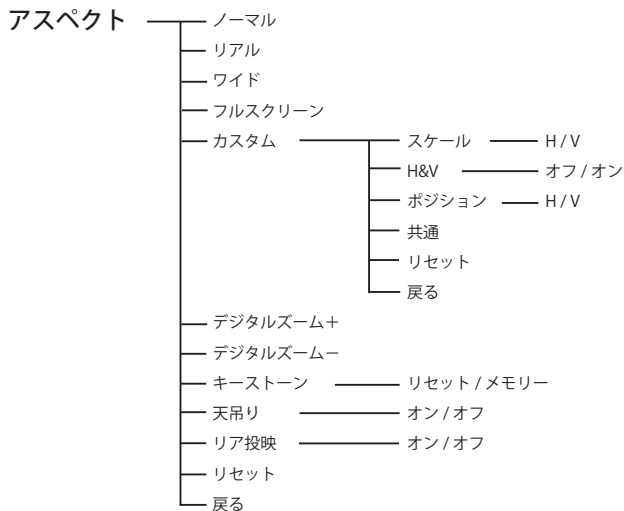 アスペクト ノーマル
リアル
ワイド
フルスクリーン
カスタム スケール H / V
H&V オフ / オン
ポジション H / V
共通
リセット
戻る
デジタルズーム＋
デジタルズーム－
キーストーン リセット / メモリー
天吊り オン / オフ
リア投映 オン / オフ
リセット
戻る